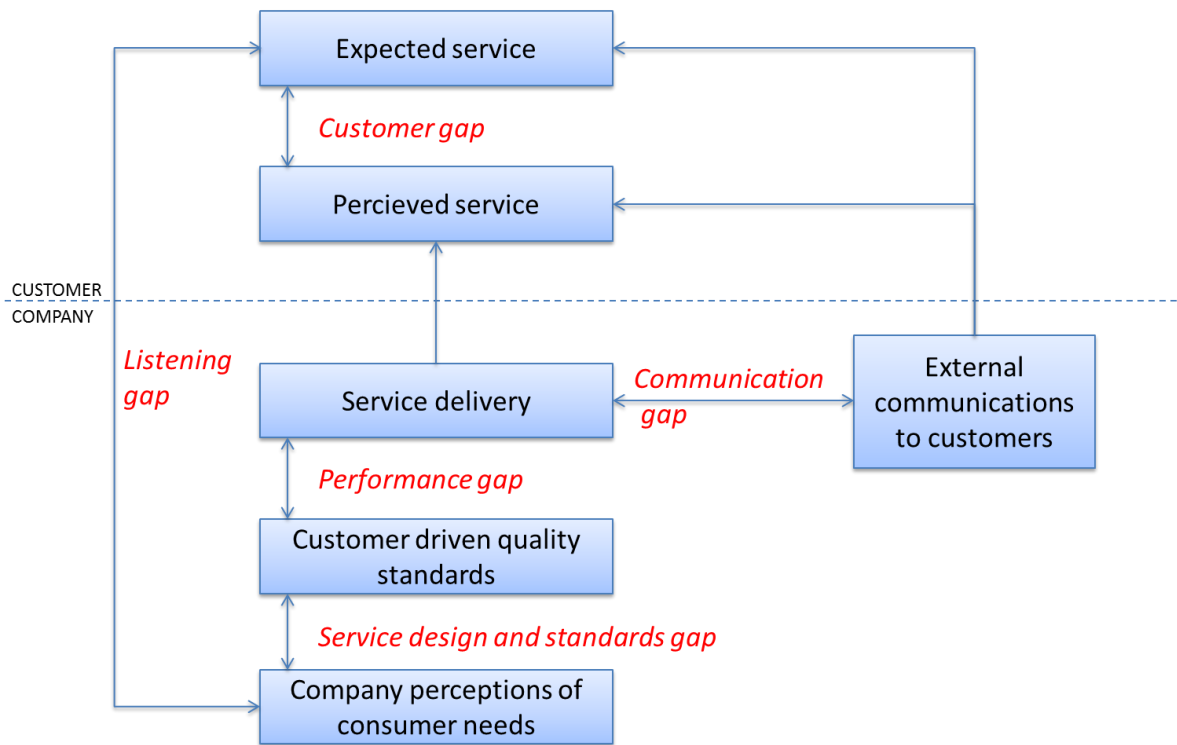 Expected service
Customer gap
Percieved service
CUSTOMER
COMPANY
Listening
gap
Service delivery
Communication
gap
External
communications
to customers
Performance gap
Customer driven quality
standards
Service design and standards gap
Company perceptions of
consumer needs